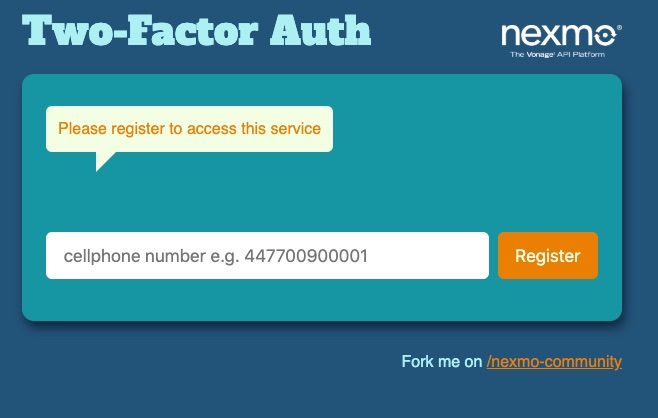 Two-Factor Auth
nexmo®
The Vonage® API Platform
Please register to access this service
cellphone number e.g. 447700900001
Register
Fork me on /nexmo-community